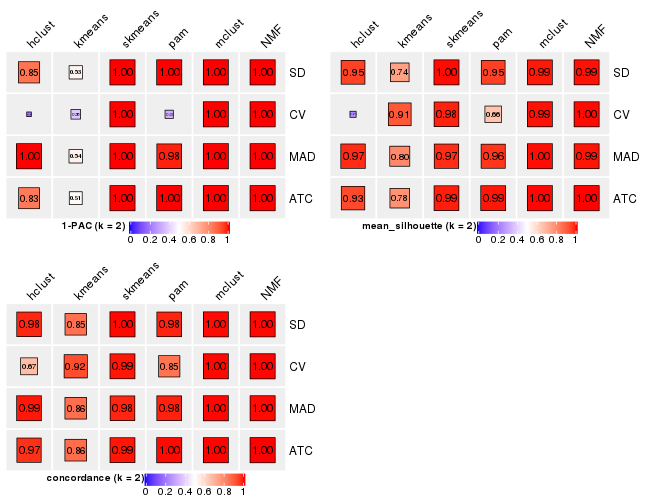 hclust kmeans skmeans pam mclust NMF
0.85 0.53 1.00 1.00 1.00 1.00 SD
1.00 1.00 1.00 CV
1.00 0.54 1.00 0.98 1.00 1.00 MAD
0.83 0.51 1.00 1.00 1.00 1.00 ATC
1-PAC (k = 2)
0 0.2 0.4 0.6 0.8 1
hclust kmeans skmeans pam mclust NMF
0.95 0.74 1.00 0.95 0.99 0.99 SD
0.91 0.98 0.66 0.99 1.00 CV
0.97 0.80 0.97 0.96 1.00 0.99 MAD
0.93 0.78 0.99 0.99 1.00 1.00 ATC
mean_silhouette (k = 2)
0 0.2 0.4 0.6 0.8 1
hclust kmeans skmeans pam mclust NMF
0.98 0.85 1.00 0.98 1.00 1.00 SD
0.67 0.92 0.99 0.85 1.00 1.00 CV
0.99 0.86 0.98 0.98 1.00 1.00 MAD
0.97 0.86 0.99 1.00 1.00 1.00 ATC
concordance (k = 2)
0 0.2 0.4 0.6 0.8 1